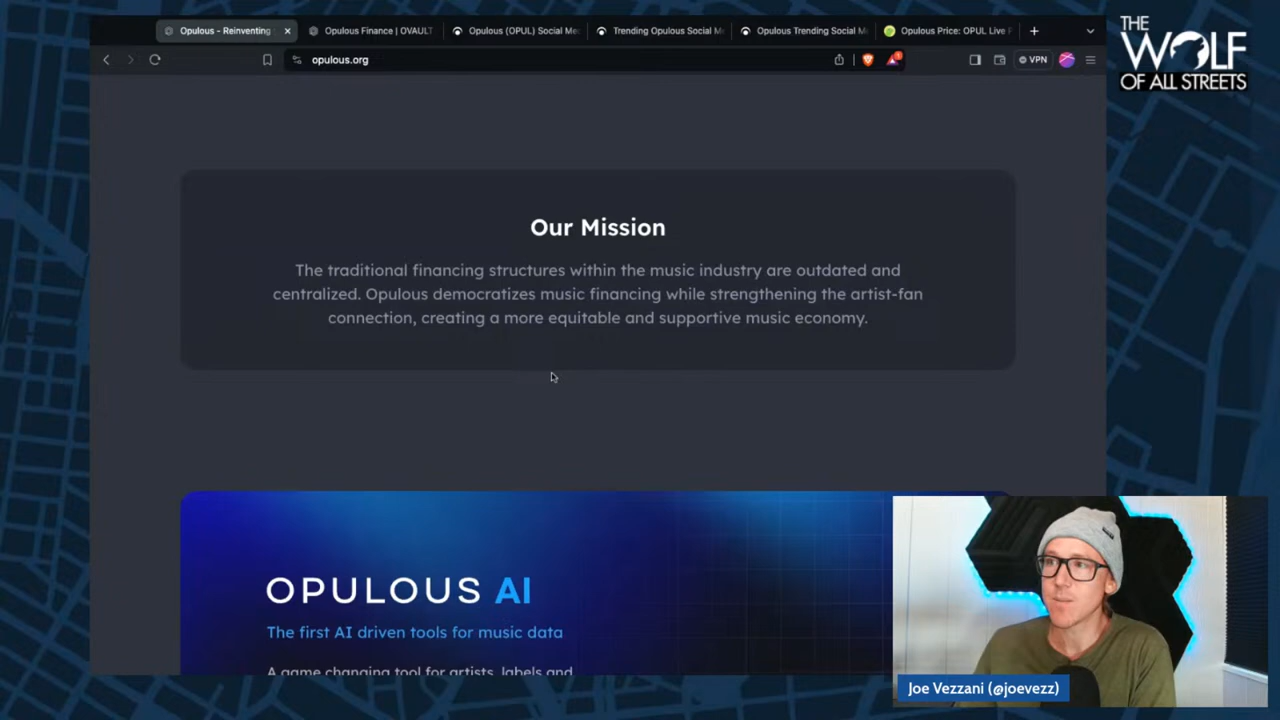 Opulous - Reinventing
Opulous Finance | OVAULT
Opulous (OPUL) Social Me
Trending Opulous Social M
Opulous Trending Social M
Opulous Price: OPUL Live P
opulous.org
VPN
THE
WOLF
OF ALL STREETS
Our Mission
The traditional financing structures within the music industry are outdated and
centralized. Opulous democratizes music financing while strengthening the artist-fan
connection, creating a more equitable and supportive music economy.
OPULOUS AI
The first AI driven tools for music data
A game changing tool for artists, labels and
Joe Vezzani (@joevezz)